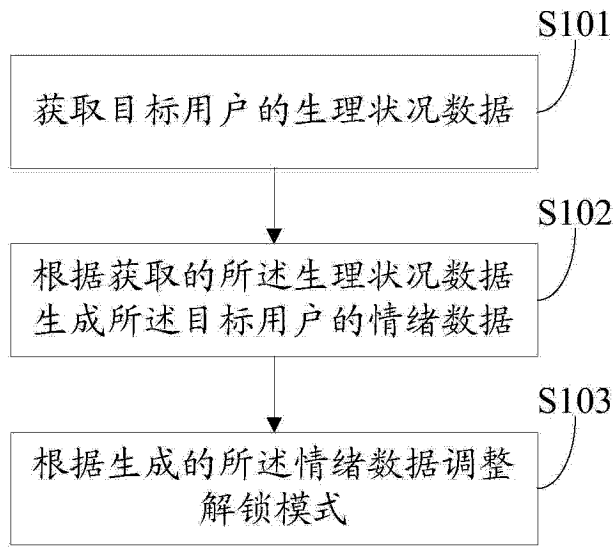 S101
获取目标用户的生理状况数据
S102
根据获取的所述生理状况数据
生成所述目标用户的情绪数据
S103
根据生成的所述情绪数据调整
解锁模式